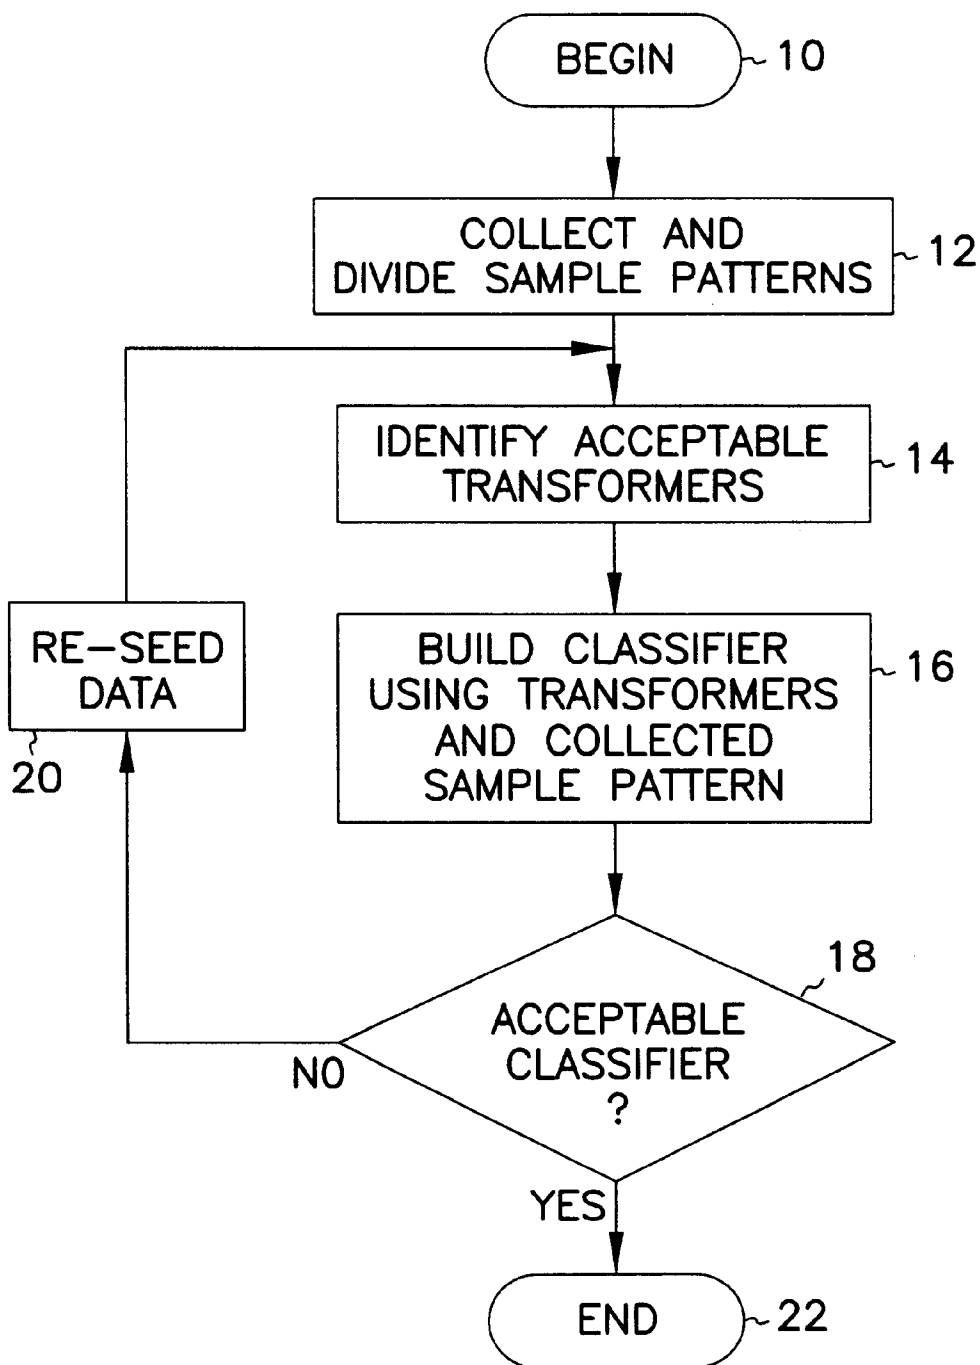 BEGIN
10
COLLECT AND
DIVIDE SAMPLE PATTERNS
12
IDENTIFY ACCEPTABLE
TRANSFORMERS
14
BUILD CLASSIFIER
USING TRANSFORMERS
AND COLLECTED
SAMPLE PATTERN
16
RE-SEED
DATA
20
18
ACCEPTABLE
CLASSIFIER
?
NO
YES
END
22